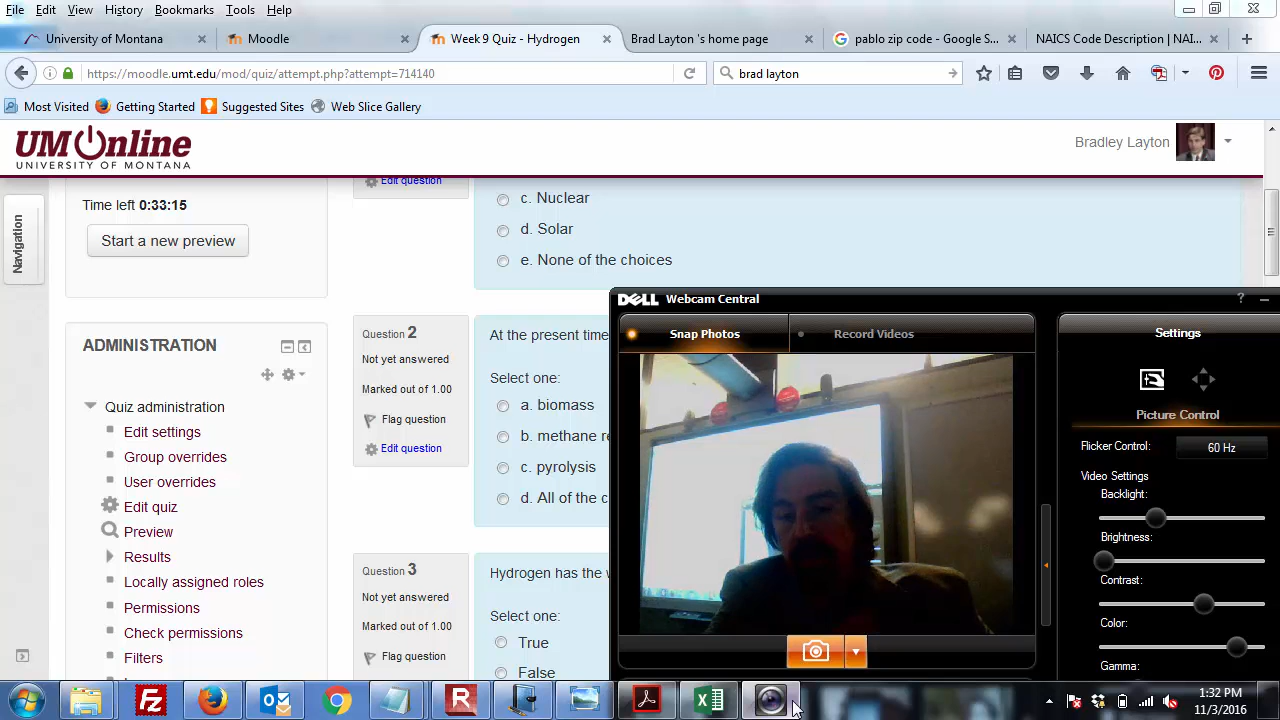 File Edit View History Bookmarks Tools Help
University of Montana
Moodle
Week 9 Quiz - Hydrogen
Brad Layton 's home page
pablo zip code - Google S...
NAICS Code Description | NAI...
https://moodle.umt.edu/mod/quiz/attempt.php?attempt=714140
brad layton
Most Visited Getting Started Suggested Sites Web Slice Gallery
UM Online
UNIVERSITY OF MONTANA
Bradley Layton
Navigation
Time left 0:33:15
Start a new preview
Edit question
c. Nuclear
d. Solar
e. None of the choices
ADMINISTRATION
Quiz administration
Edit settings
Group overrides
User overrides
Edit quiz
Preview
Results
Locally assigned roles
Permissions
Check permissions
Filters
Question 2
Not yet answered
Marked out of 1.00
Flag question
Edit question
At the present time
Select one:
a. biomass
b. methane re
c. pyrolysis
d. All of the c
Question 3
Not yet answered
Marked out of 1.00
Flag question
Hydrogen has the
Select one:
True
False
DELL Webcam Central
?
Snap Photos
Record Videos
Settings
Picture Control
Flicker Control: 60 Hz
Video Settings
Backlight:
Brightness:
Contrast:
Color:
Gamma:
1:32 PM
11/3/2016